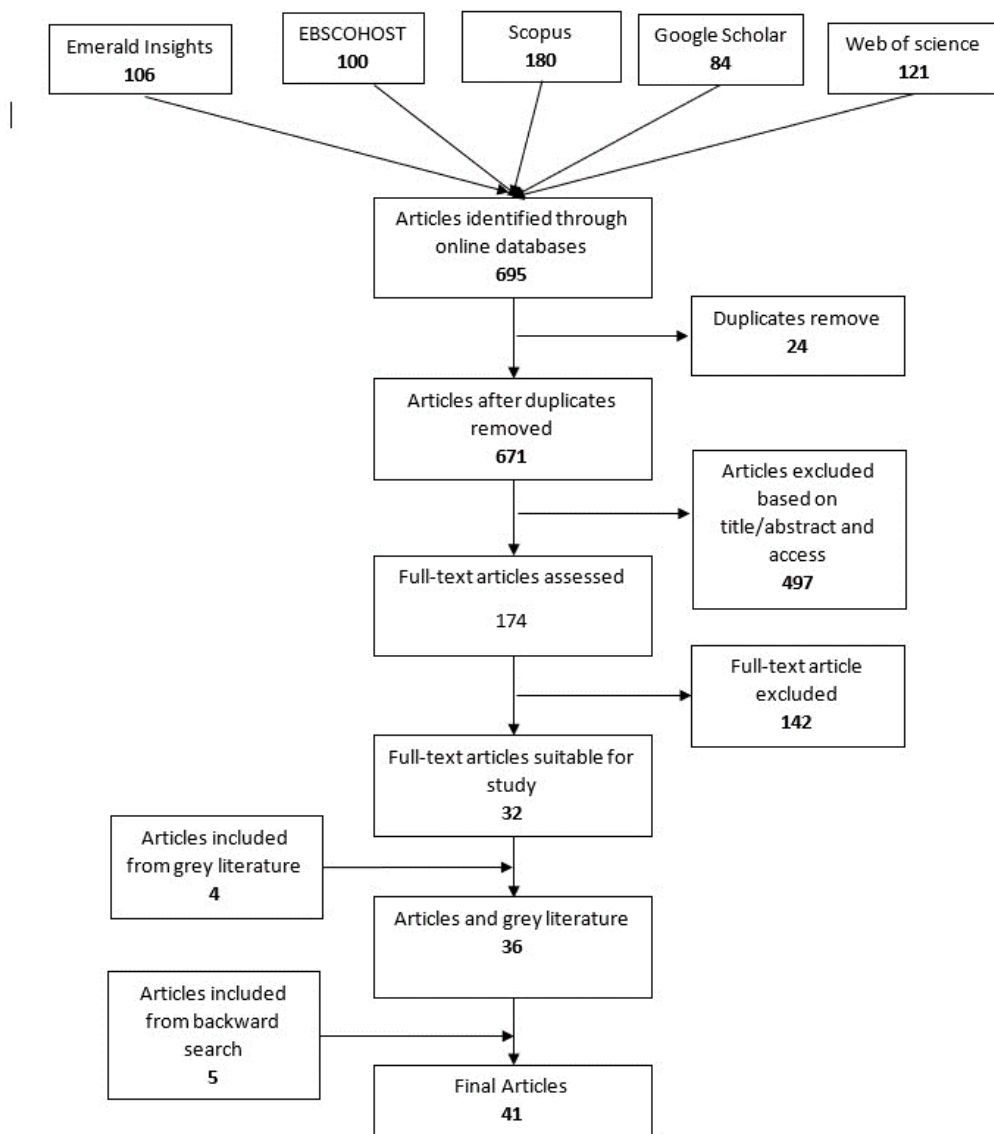 Emerald Insights
106
EBSCOHOST
100
Scopus
180
Google Scholar
84
Web of science
121
Articles identified through
online databases
695
Duplicates remove
24
Articles after duplicates
removed
671
Articles excluded
based on
title/abstract and
access
497
Full-text articles assessed
174
Full-text article
excluded
142
Full-text articles suitable for
study
32
Articles included
from grey literature
4
Articles and grey literature
36
Articles included
from backward
search
5
Final Articles
41